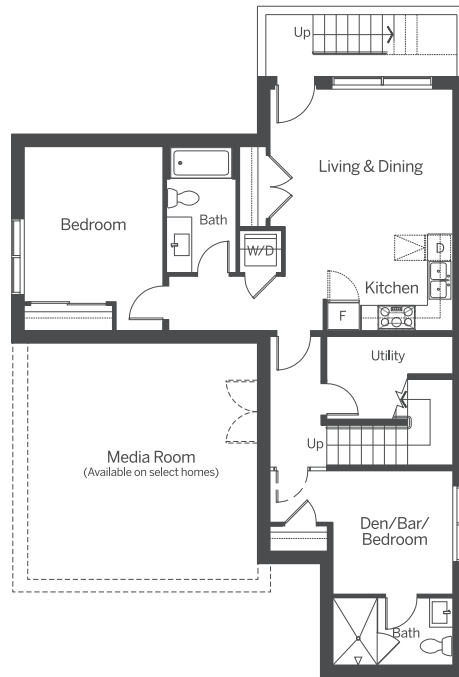 Up
Living & Dining
Bedroom
Bath
W/D
D
Kitchen
F
Utility
Up
Media Room
(Available on select homes)
Den/Bar/
Bedroom
Bath